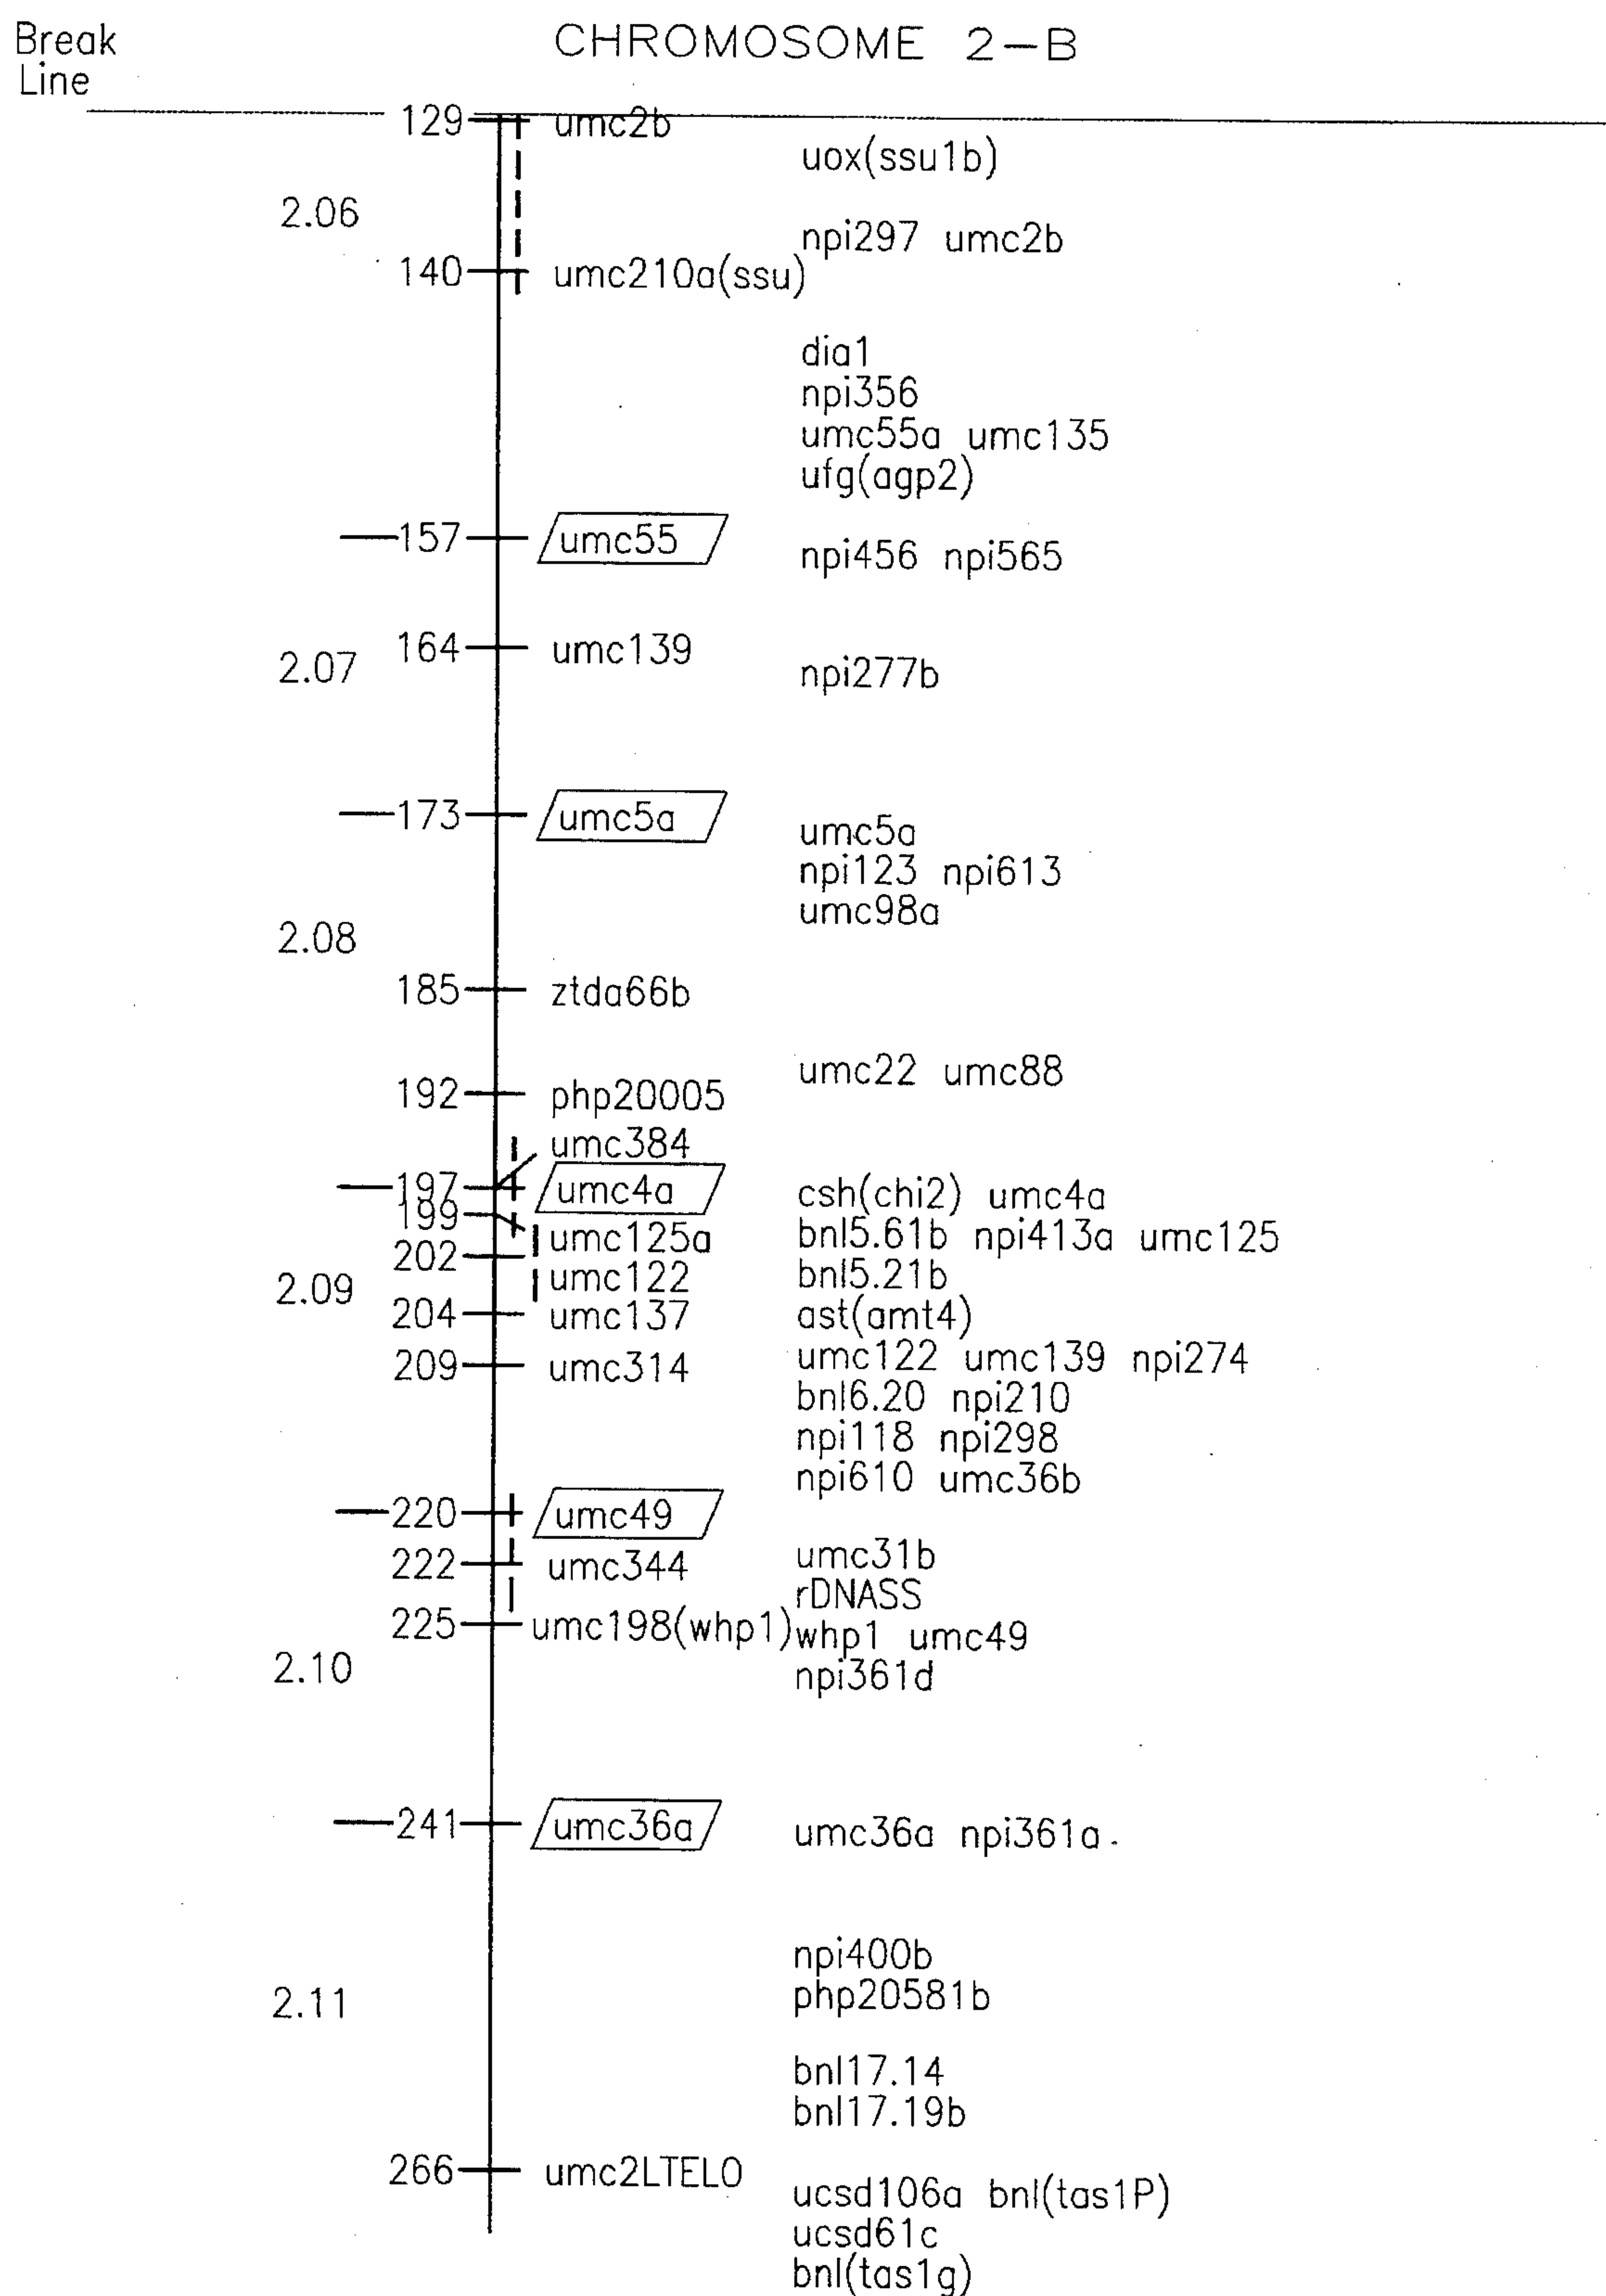 Break
Line
CHROMOSOME 2-B
129 umc2b
uox(ssu1b)
2.06
npi297 umc2b
140 umc210a(ssu)
dia1
npi356
umc55a umc135
ufg(agp2)
157 umc55
npi456 npi565
164 umc139
2.07
npi277b
173 umc5a
umc5a
npi123 npi613
umc98a
2.08
185 ztda66b
umc22 umc88
192 php20005
umc384
197 umc4a csh(chi2) umc4a
199
umc125a bnl5.61b npi413a umc125
202
umc122 bnl5.21b
2.09
204 umc137 ast(amt4)
209 umc314 umc122 umc139 npi274
bnl6.20 npi210
npi118 npi298
npi610 umc36b
220 umc49
222 umc344 umc31b
rDNASS
225 umc198(whp1) whp1 umc49
2.10
npi361d
241 umc36a umc36a npi361a
npi400b
2.11 php20581b
bnl17.14
bnl17.19b
266 umc2LTELO
ucsd106a bnl(tas1P)
ucsd61c
bnl(tas1g)